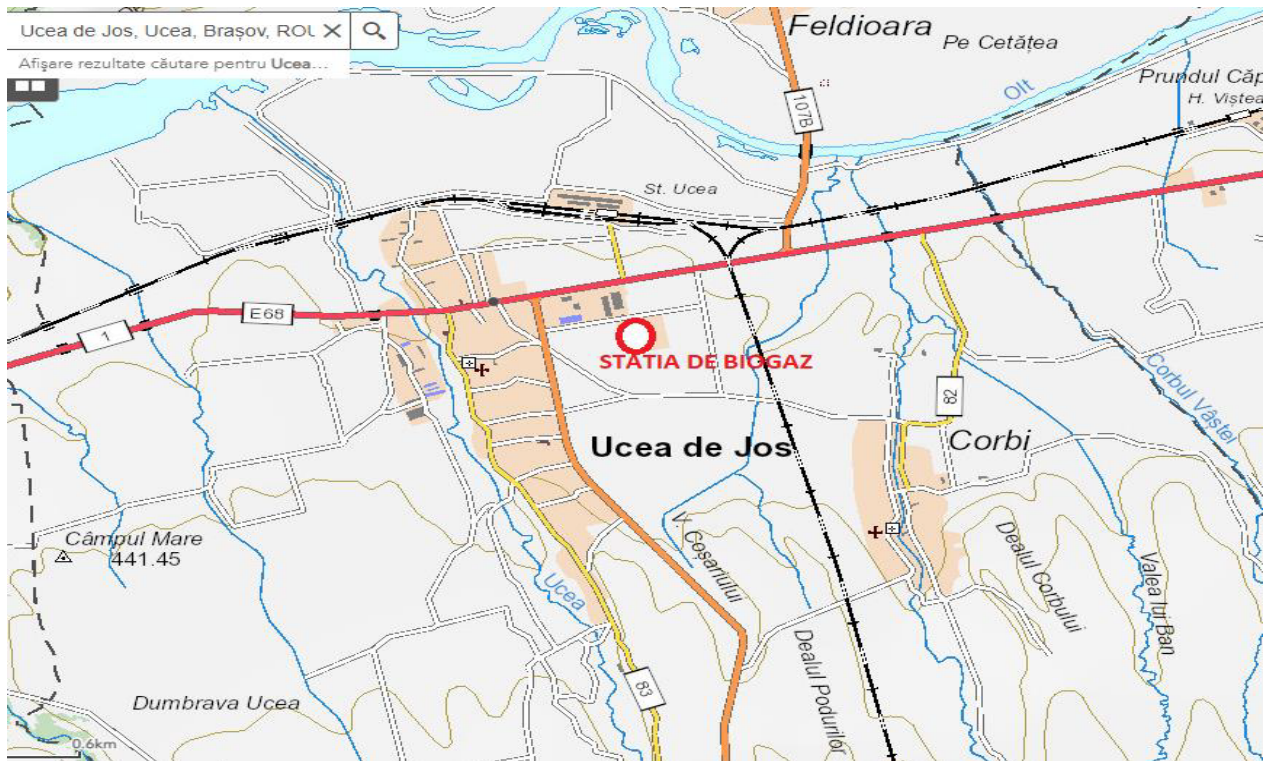 Ucea de Jos, Ucea, Brașov, ROU
Afișare rezultate căutare pentru Ucea...
Feldioara
Pe Cetățea
Prundul Căp
H. Viștea
Olt
107B
St. Ucea
E68
1
STATIA DE BIOGAZ
82
Corbul Viștei
Ucea de Jos
Corbi
Câmpul Mare
441.45
V. Coșariului
Ucea
Dealul Corbului
Valea lui Ban
Dealul Podurilor
83
Dumbrava Ucea
0.6km